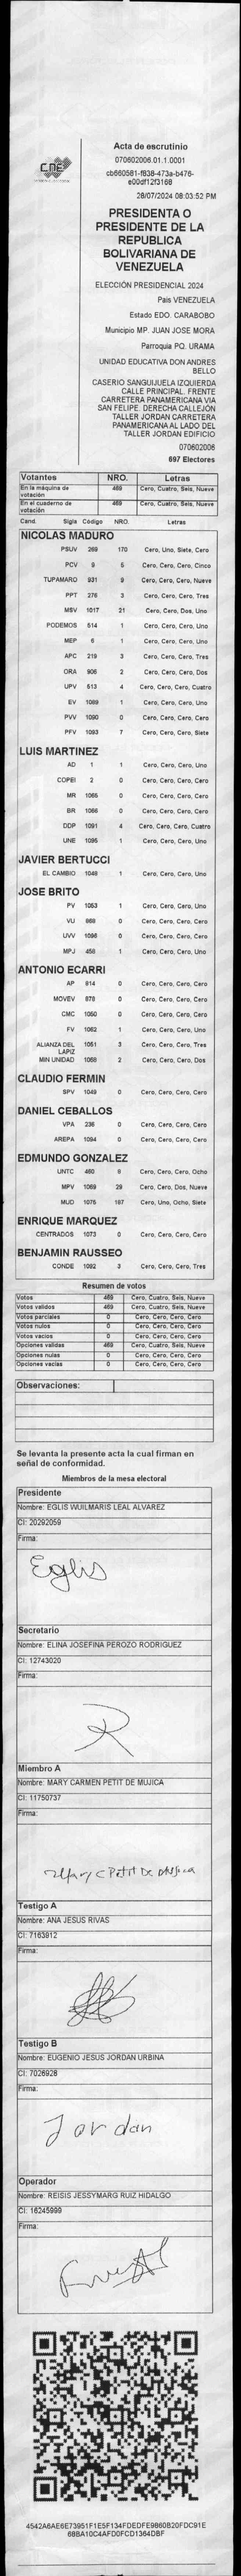 CNE
Acta de escrutinio
070602006.01.1.0001
cb660581-f838-473a-b476-
e00df12f3168
28/07/2024 08:03:52 PM
PRESIDENTA O
PRESIDENTE DE LA
REPUBLICA
BOLIVARIANA DE
VENEZUELA
ELECCIÓN PRESIDENCIAL 2024
Pais VENEZUELA
Estado EDO. CARABOBO
Municipio MP. JUAN JOSE MORA
Parroquia PQ. URAMA
UNIDAD EDUCATIVA DON ANDRES
BELLO
CASERIO SANGUIJUELA IZQUIERDA
CALLE PRINCIPAL. FRENTE
CARRETERA PANAMERICANA VIA
SAN FELIPE. DERECHA CALLEJÓN
TALLER JORDAN CARRETERA
PANAMERICANA AL LADO DEL
TALLER JORDAN EDIFICIO
070602006
697 Electores
Votantes NRO. Letras
En la máquina de votación 469 Cero, Cuatro, Seis, Nueve
En el cuaderno de votación 469 Cero, Cuatro, Seis, Nueve
Cand. Sigla Código NRO. Letras
NICOLAS MADURO
PSUV 269 170 Cero, Uno, Siete, Cero
PCV 9 5 Cero, Cero, Cero, Cinco
TUPAMARO 931 9 Cero, Cero, Cero, Nueve
PPT 276 3 Cero, Cero, Cero, Tres
MSV 1017 21 Cero, Cero, Dos, Uno
PODEMOS 514 1 Cero, Cero, Cero, Uno
MEP 6 1 Cero, Cero, Cero, Uno
APC 219 3 Cero, Cero, Cero, Tres
ORA 906 2 Cero, Cero, Cero, Dos
UPV 513 4 Cero, Cero, Cero, Cuatro
EV 1089 1 Cero, Cero, Cero, Uno
PVV 1090 0 Cero, Cero, Cero, Cero
PFV 1093 7 Cero, Cero, Cero, Siete
LUIS MARTINEZ
AD 1 1 Cero, Cero, Cero, Uno
COPEI 2 0 Cero, Cero, Cero, Cero
MR 1065 0 Cero, Cero, Cero, Cero
BR 1066 0 Cero, Cero, Cero, Cero
DDP 1091 4 Cero, Cero, Cero, Cuatro
UNE 1095 1 Cero, Cero, Cero, Uno
JAVIER BERTUCCI
EL CAMBIO 1048 1 Cero, Cero, Cero, Uno
JOSE BRITO
PV 1053 1 Cero, Cero, Cero, Uno
VU 868 0 Cero, Cero, Cero, Cero
UVV 1096 0 Cero, Cero, Cero, Cero
MPJ 456 1 Cero, Cero, Cero, Uno
ANTONIO ECARRI
AP 814 0 Cero, Cero, Cero, Cero
MOVEV 878 0 Cero, Cero, Cero, Cero
CMC 1050 0 Cero, Cero, Cero, Cero
FV 1062 1 Cero, Cero, Cero, Uno
ALIANZA DEL LAPIZ 1051 3 Cero, Cero, Cero, Tres
MIN UNIDAD 1068 2 Cero, Cero, Cero, Dos
CLAUDIO FERMIN
SPV 1049 0 Cero, Cero, Cero, Cero
DANIEL CEBALLOS
VPA 236 0 Cero, Cero, Cero, Cero
AREPA 1094 0 Cero, Cero, Cero, Cero
EDMUNDO GONZALEZ
UNTC 460 8 Cero, Cero, Cero, Ocho
MPV 1069 29 Cero, Cero, Dos, Nueve
MUD 1075 187 Cero, Uno, Ocho, Siete
ENRIQUE MARQUEZ
CENTRADOS 1073 0 Cero, Cero, Cero, Cero
BENJAMIN RAUSSEO
CONDE 1092 3 Cero, Cero, Cero, Tres
Resumen de votos
Votos 469 Cero, Cuatro, Seis, Nueve
Votos validos 469 Cero, Cuatro, Seis, Nueve
Votos parciales 0 Cero, Cero, Cero, Cero
Votos nulos 0 Cero, Cero, Cero, Cero
Votos vacios 0 Cero, Cero, Cero, Cero
Opciones validas 469 Cero, Cuatro, Seis, Nueve
Opciones nulas 0 Cero, Cero, Cero, Cero
Opciones vacias 0 Cero, Cero, Cero, Cero
Observaciones:
Se levanta la presente acta la cual firman en
señal de conformidad.
Miembros de la mesa electoral
Presidente
Nombre: EGLIS WUILMARIS LEAL ALVAREZ
CI: 20292059
Firma:
Eglis
Secretario
Nombre: ELINA JOSEFINA PEROZO RODRIGUEZ
CI: 12743020
Firma:
Miembro A
Nombre: MARY CARMEN PETIT DE MUJICA
CI: 11750737
Firma:
Mary C Petit De Mujica
Testigo A
Nombre: ANA JESUS RIVAS
CI: 7163912
Firma:
Testigo B
Nombre: EUGENIO JESUS JORDAN URBINA
CI: 7026928
Firma:
Jordan
Operador
Nombre: REISIS JESSYMARG RUIZ HIDALGO
CI: 16245999
Firma:
4542A6AE6E73951F1E5F134FDEDFE9860B20FDC91E
68BA10C4AFD0FCD1364DBF